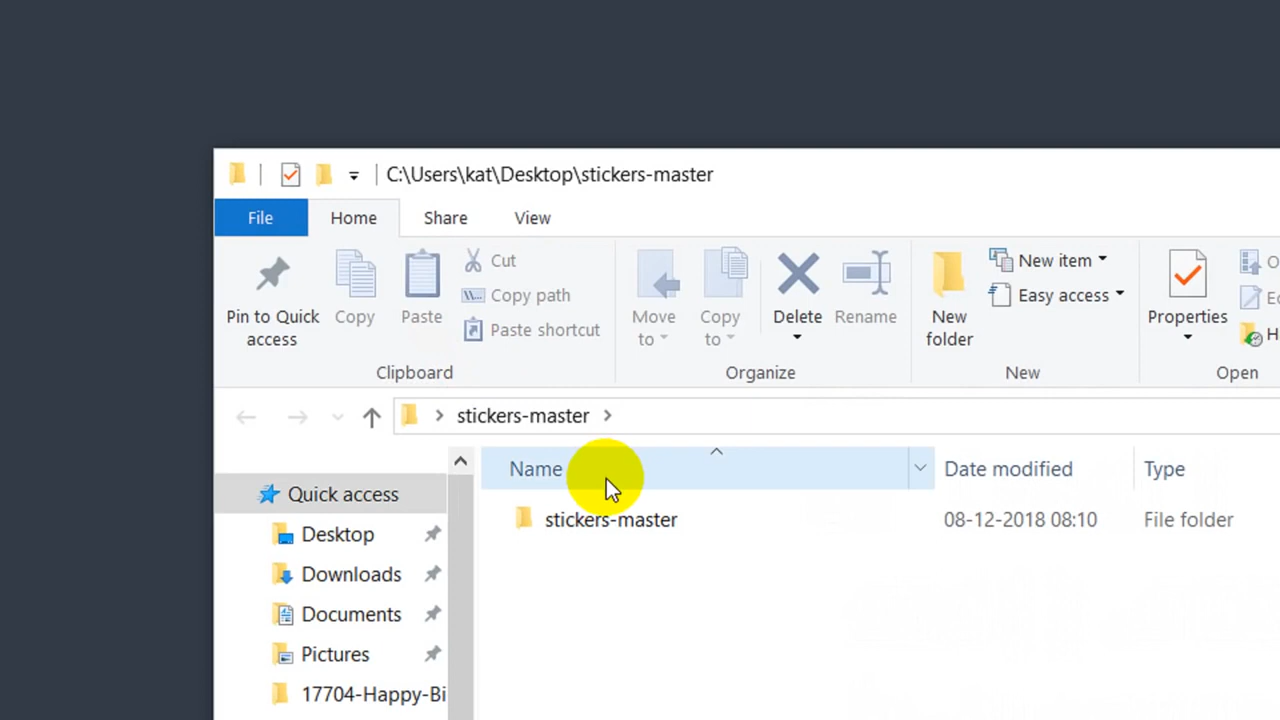 C:\Users\kat\Desktop\stickers-master
File Home Share View
Pin to Quick access
Copy
Paste
Cut
Copy path
Paste shortcut
Clipboard
Move to
Copy to
Delete
Rename
Organize
New folder
New item
Easy access
New
Properties
Open
stickers-master
Name Date modified Type
stickers-master 08-12-2018 08:10 File folder
Quick access
Desktop
Downloads
Documents
Pictures
17704-Happy-Bi